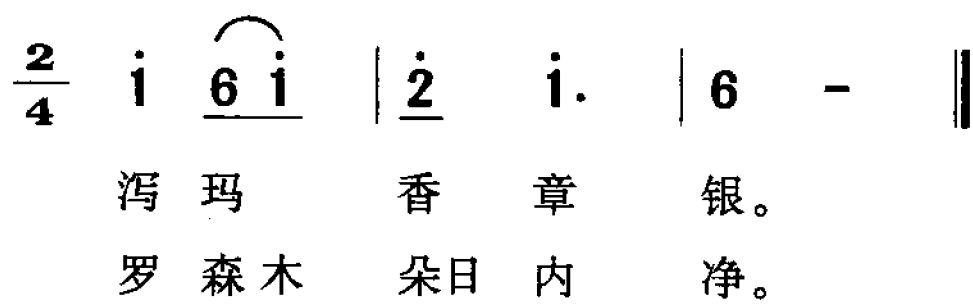 2/4 i̇ 6 i̇ | 2̇ i̇. | 6 - ‖
泻 玛 香 章 银。
罗 森 木 朵 日 内 净。